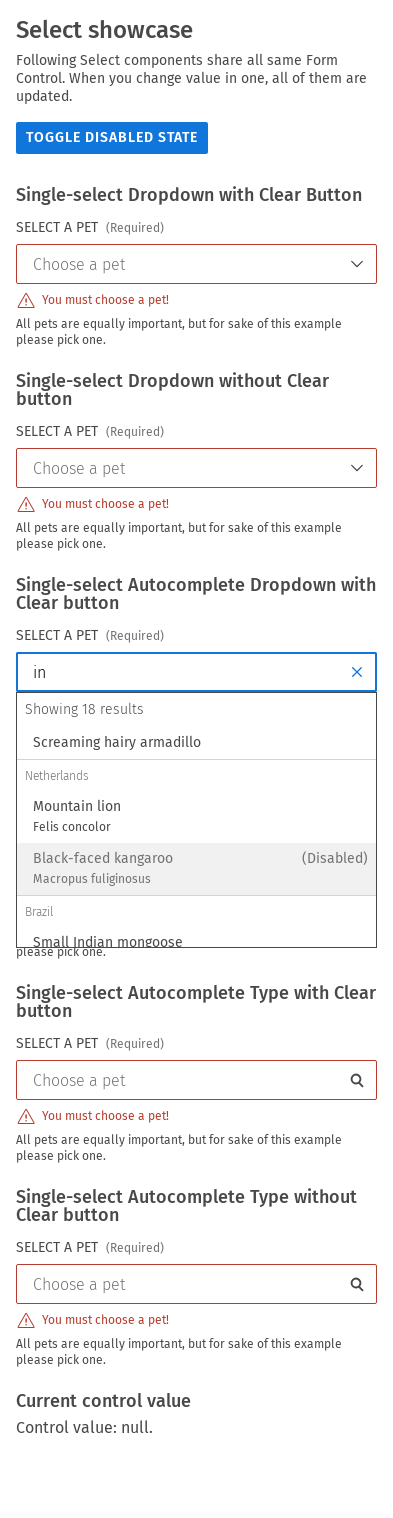 Select showcase
Following Select components share all same Form
Control. When you change value in one, all of them are
updated.
TOGGLE DISABLED STATE
Single-select Dropdown with Clear Button
SELECT A PET (Required)
Choose a pet
You must choose a pet!
All pets are equally important, but for sake of this example
please pick one.
Single-select Dropdown without Clear
button
SELECT A PET (Required)
Choose a pet
You must choose a pet!
All pets are equally important, but for sake of this example
please pick one.
Single-select Autocomplete Dropdown with
Clear button
SELECT A PET (Required)
in
Showing 18 results
Screaming hairy armadillo
Netherlands
Mountain lion
Felis concolor
Black-faced kangaroo (Disabled)
Macropus fuliginosus
Brazil
Small Indian mongoose
please pick one.
Single-select Autocomplete Type with Clear
button
SELECT A PET (Required)
Choose a pet
You must choose a pet!
All pets are equally important, but for sake of this example
please pick one.
Single-select Autocomplete Type without
Clear button
SELECT A PET (Required)
Choose a pet
You must choose a pet!
All pets are equally important, but for sake of this example
please pick one.
Current control value
Control value: null.